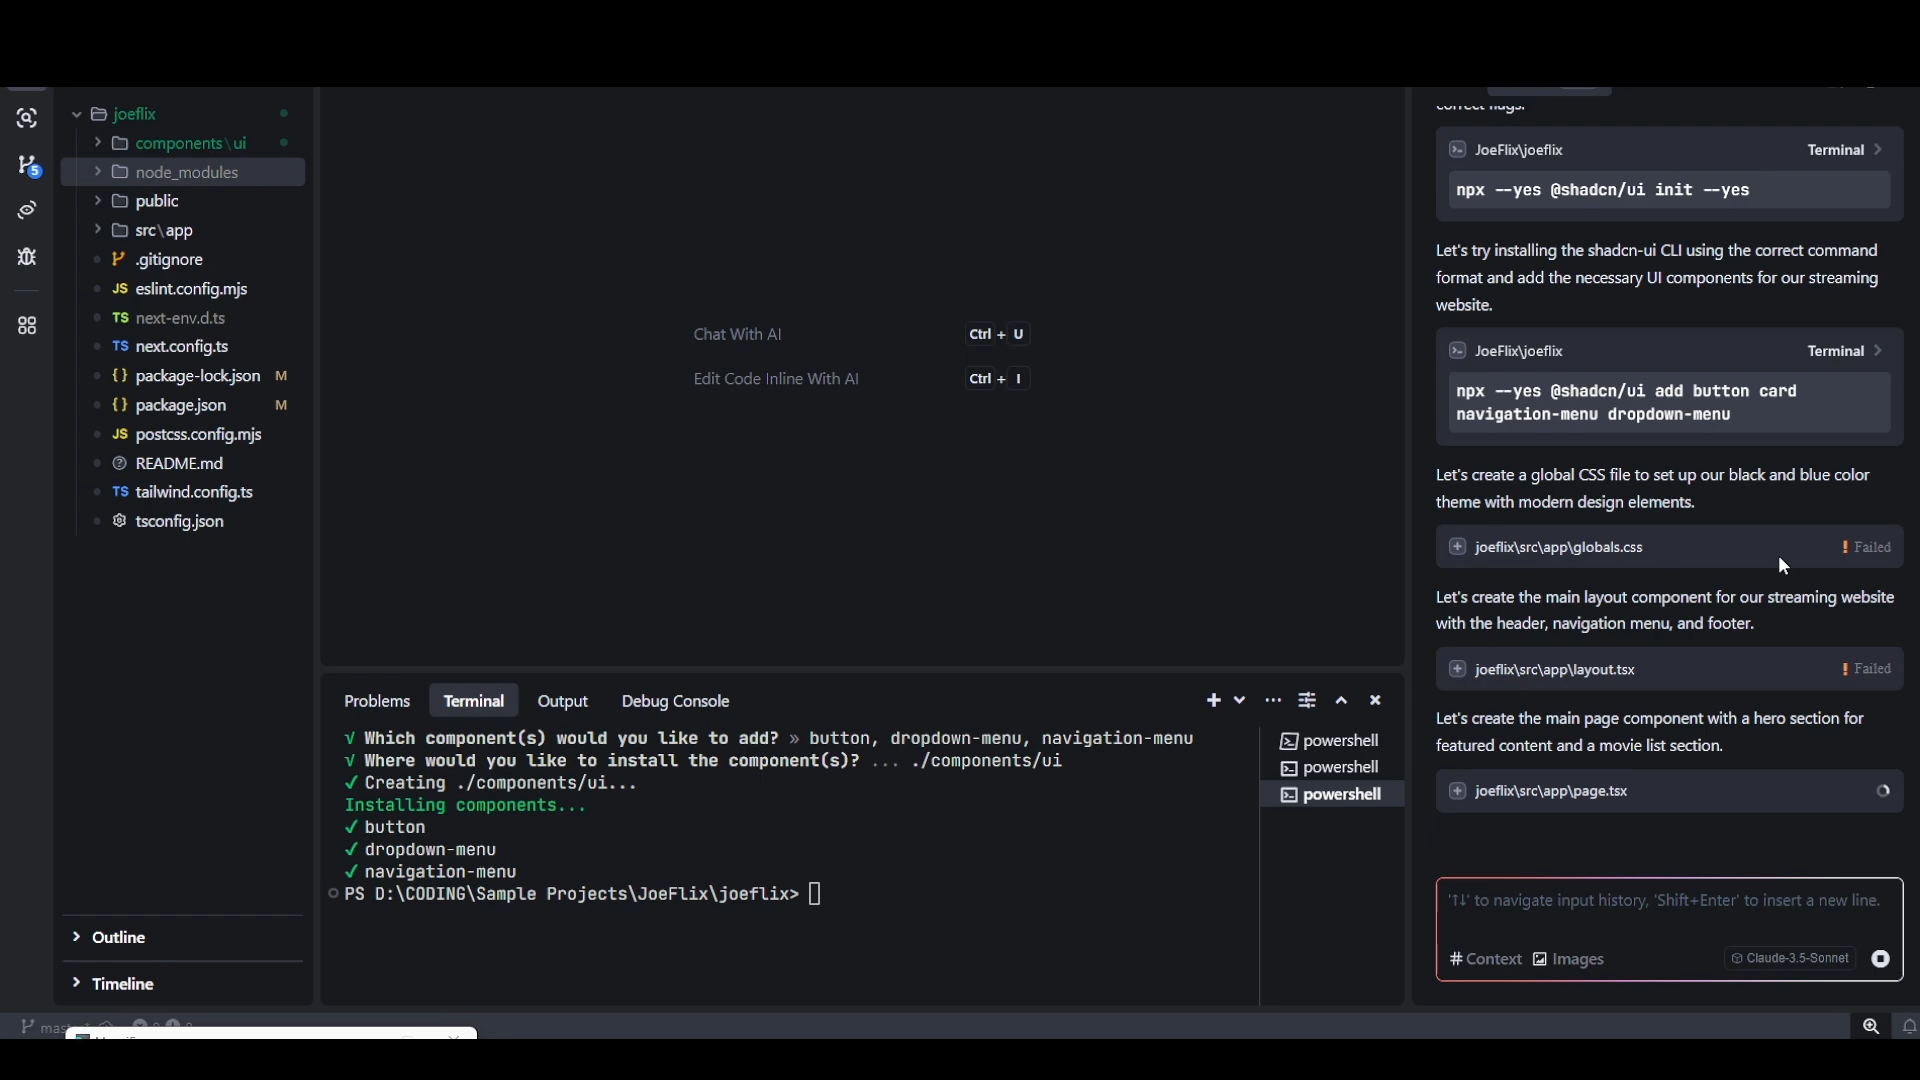 joeflix
components\ui
node_modules
public
src\app
.gitignore
JS eslint.config.mjs
TS next-env.d.ts
TS next.config.ts
{} package-lock.json M
{} package.json M
JS postcss.config.mjs
README.md
TS tailwind.config.ts
tsconfig.json
Outline
Timeline
5
Chat With AI Ctrl + U
Edit Code Inline With AI Ctrl + I
Problems Terminal Output Debug Console
√ Which component(s) would you like to add? » button, dropdown-menu, navigation-menu
√ Where would you like to install the component(s)? ... ./components/ui
✓ Creating ./components/ui...
Installing components...
✓ button
✓ dropdown-menu
✓ navigation-menu
PS D:\CODING\Sample Projects\JoeFlix\joeflix>
powershell
powershell
powershell
correct flags.
JoeFlix\joeflix Terminal
npx --yes @shadcn/ui init --yes
Let's try installing the shadcn-ui CLI using the correct command
format and add the necessary UI components for our streaming
website.
JoeFlix\joeflix Terminal
npx --yes @shadcn/ui add button card
navigation-menu dropdown-menu
Let's create a global CSS file to set up our black and blue color
theme with modern design elements.
joeflix\src\app\globals.css ! Failed
Let's create the main layout component for our streaming website
with the header, navigation menu, and footer.
joeflix\src\app\layout.tsx ! Failed
Let's create the main page component with a hero section for
featured content and a movie list section.
joeflix\src\app\page.tsx
'↑↓' to navigate input history, 'Shift+Enter' to insert a new line.
# Context Images Claude-3.5-Sonnet